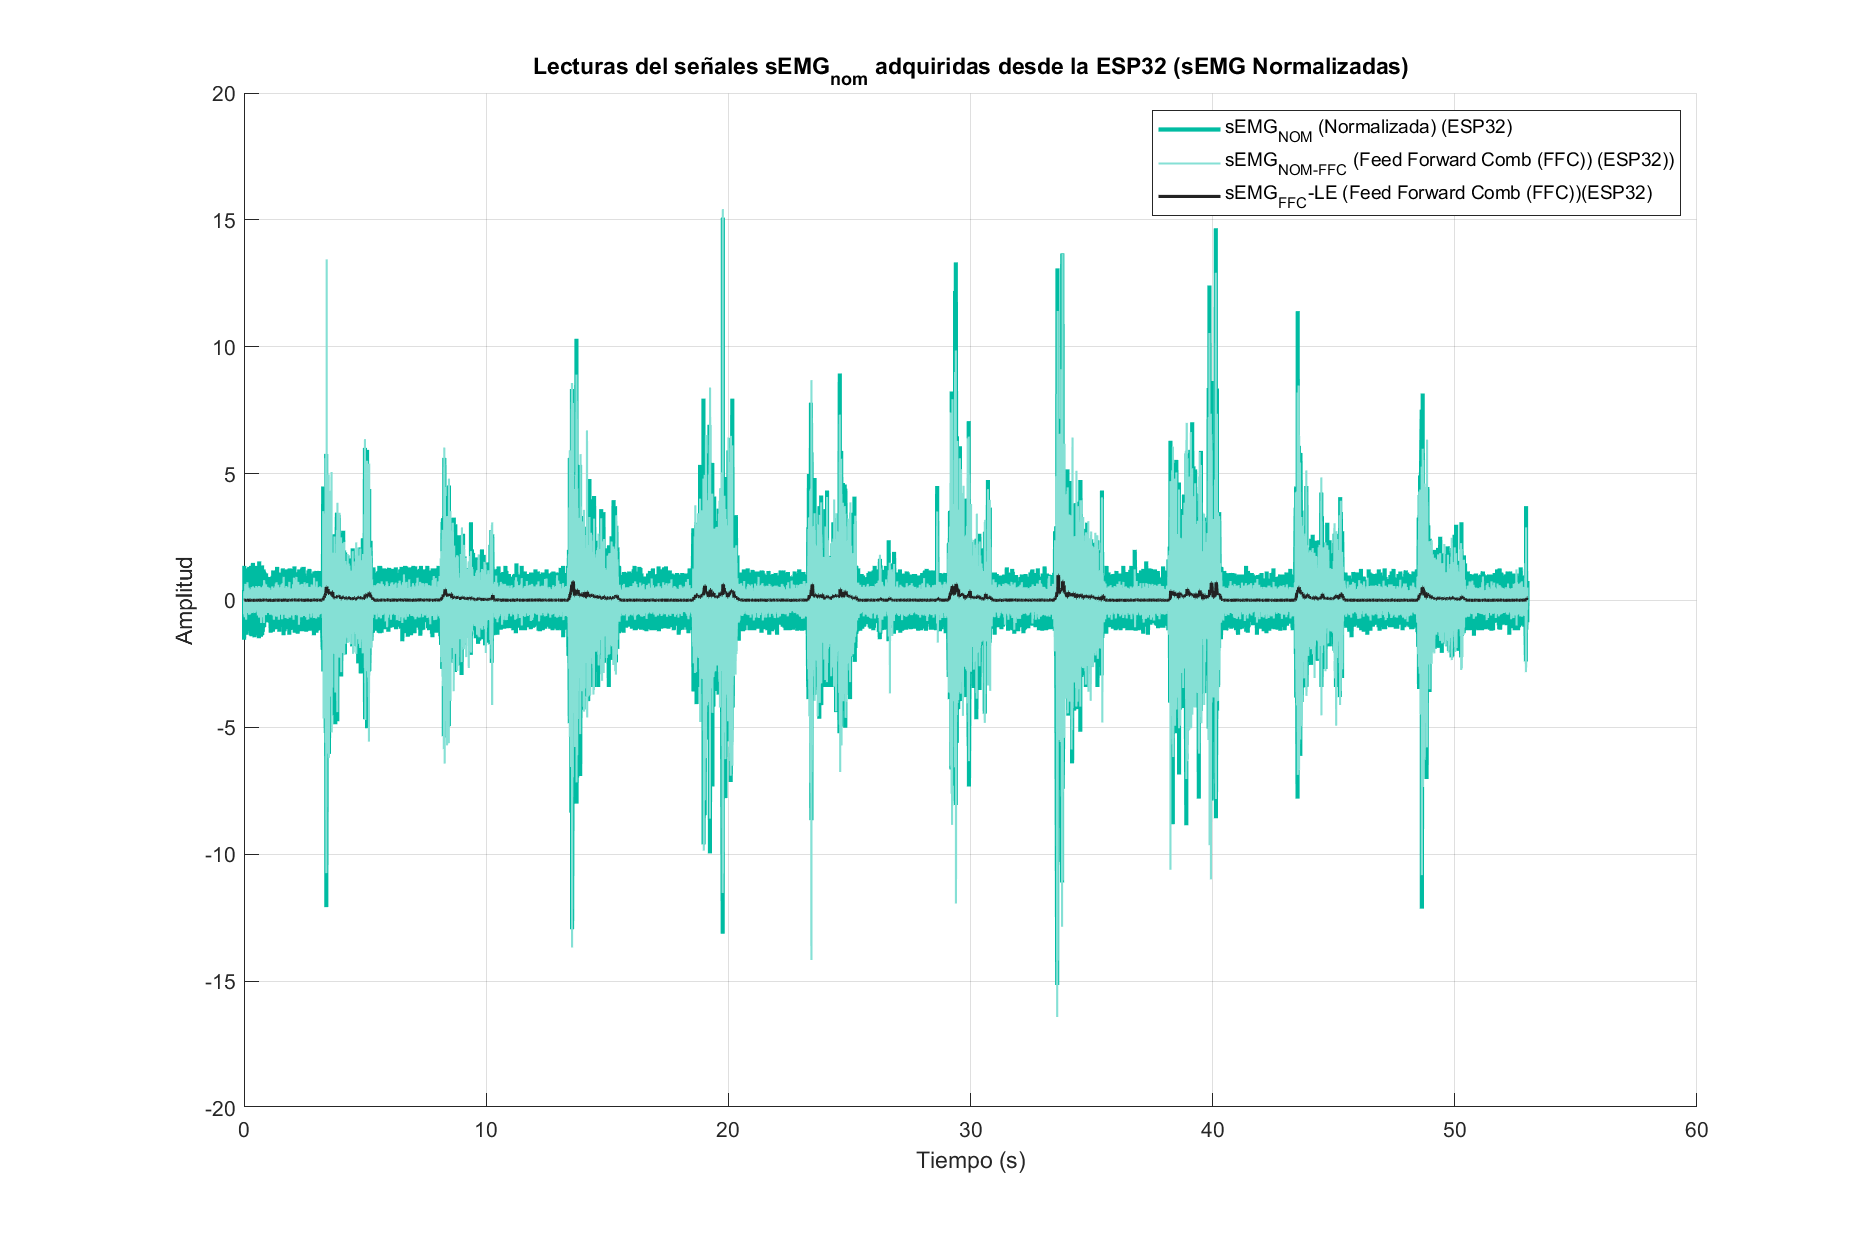 Lecturas del señales sEMGnom adquiridas desde la ESP32 (sEMG Normalizadas)
sEMGNOM (Normalizada) (ESP32)
sEMGNOM-FFC (Feed Forward Comb (FFC)) (ESP32))
sEMGFFC-LE (Feed Forward Comb (FFC))(ESP32)
20
15
10
5
0
-5
-10
-15
-20
Amplitud
0 10 20 30 40 50 60
Tiempo (s)